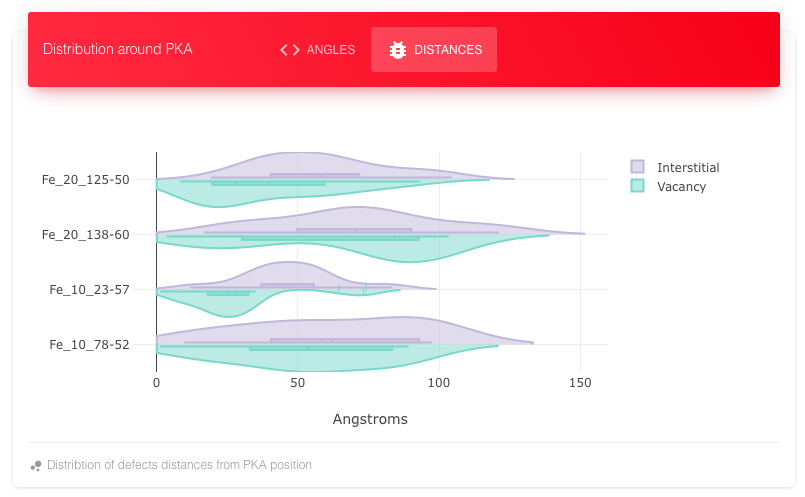 Distribution around PKA
ANGLES
DISTANCES
Interstitial
Vacancy
Fe_20_125-50
Fe_20_138-60
Fe_10_23-57
Fe_10_78-52
0 50 100 150
Angstroms
Distribtion of defects distances from PKA position